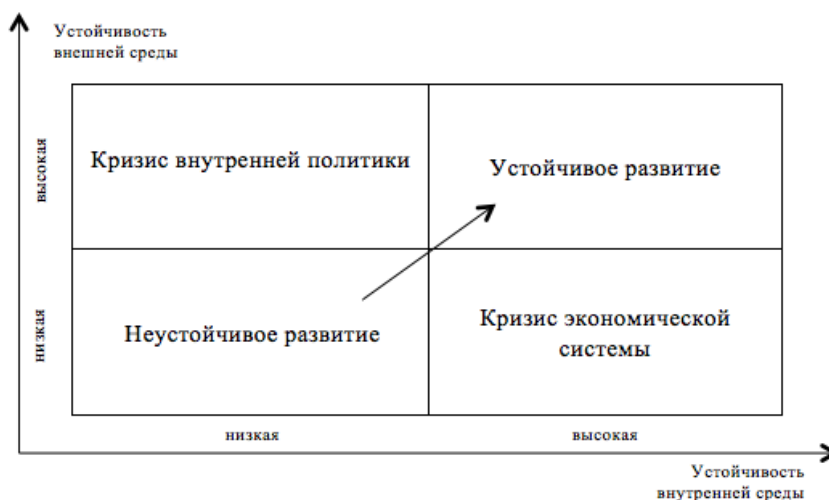 Устойчивость
внешней среды
высокая
Кризис внутренней политики
Устойчивое развитие
низкая
Неустойчивое развитие
Кризис экономической
системы
низкая
высокая
Устойчивость
внутренней среды